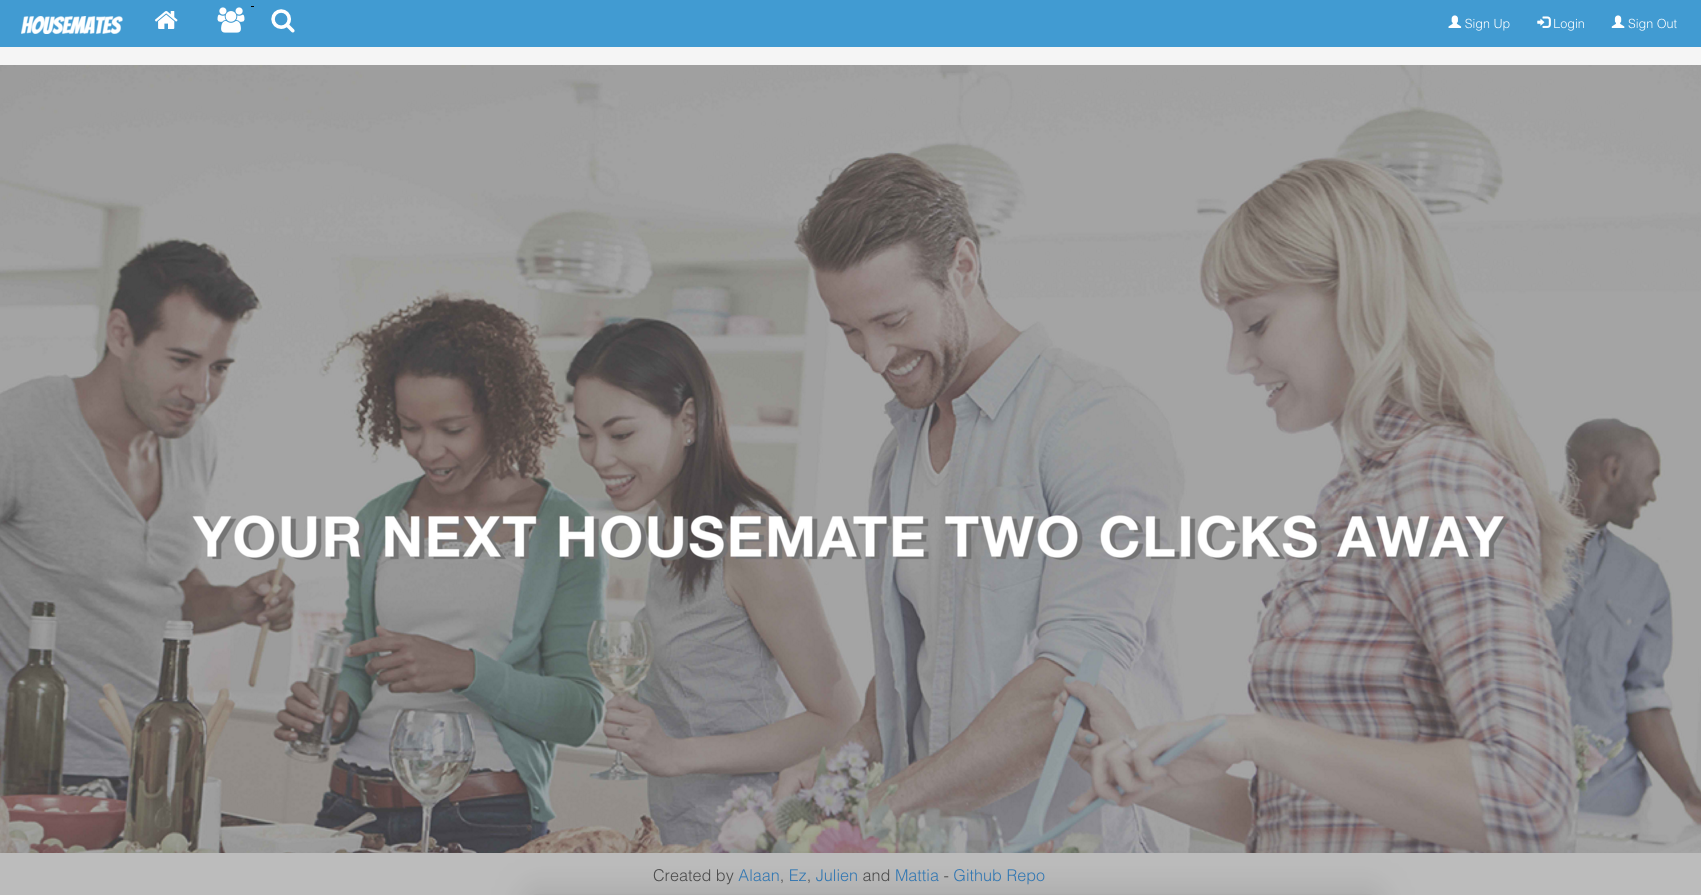 HOUSEMATES Sign Up Login Sign Out
YOUR NEXT HOUSEMATE TWO CLICKS AWAY
Created by Alaan, Ez, Julien and Mattia - Github Repo